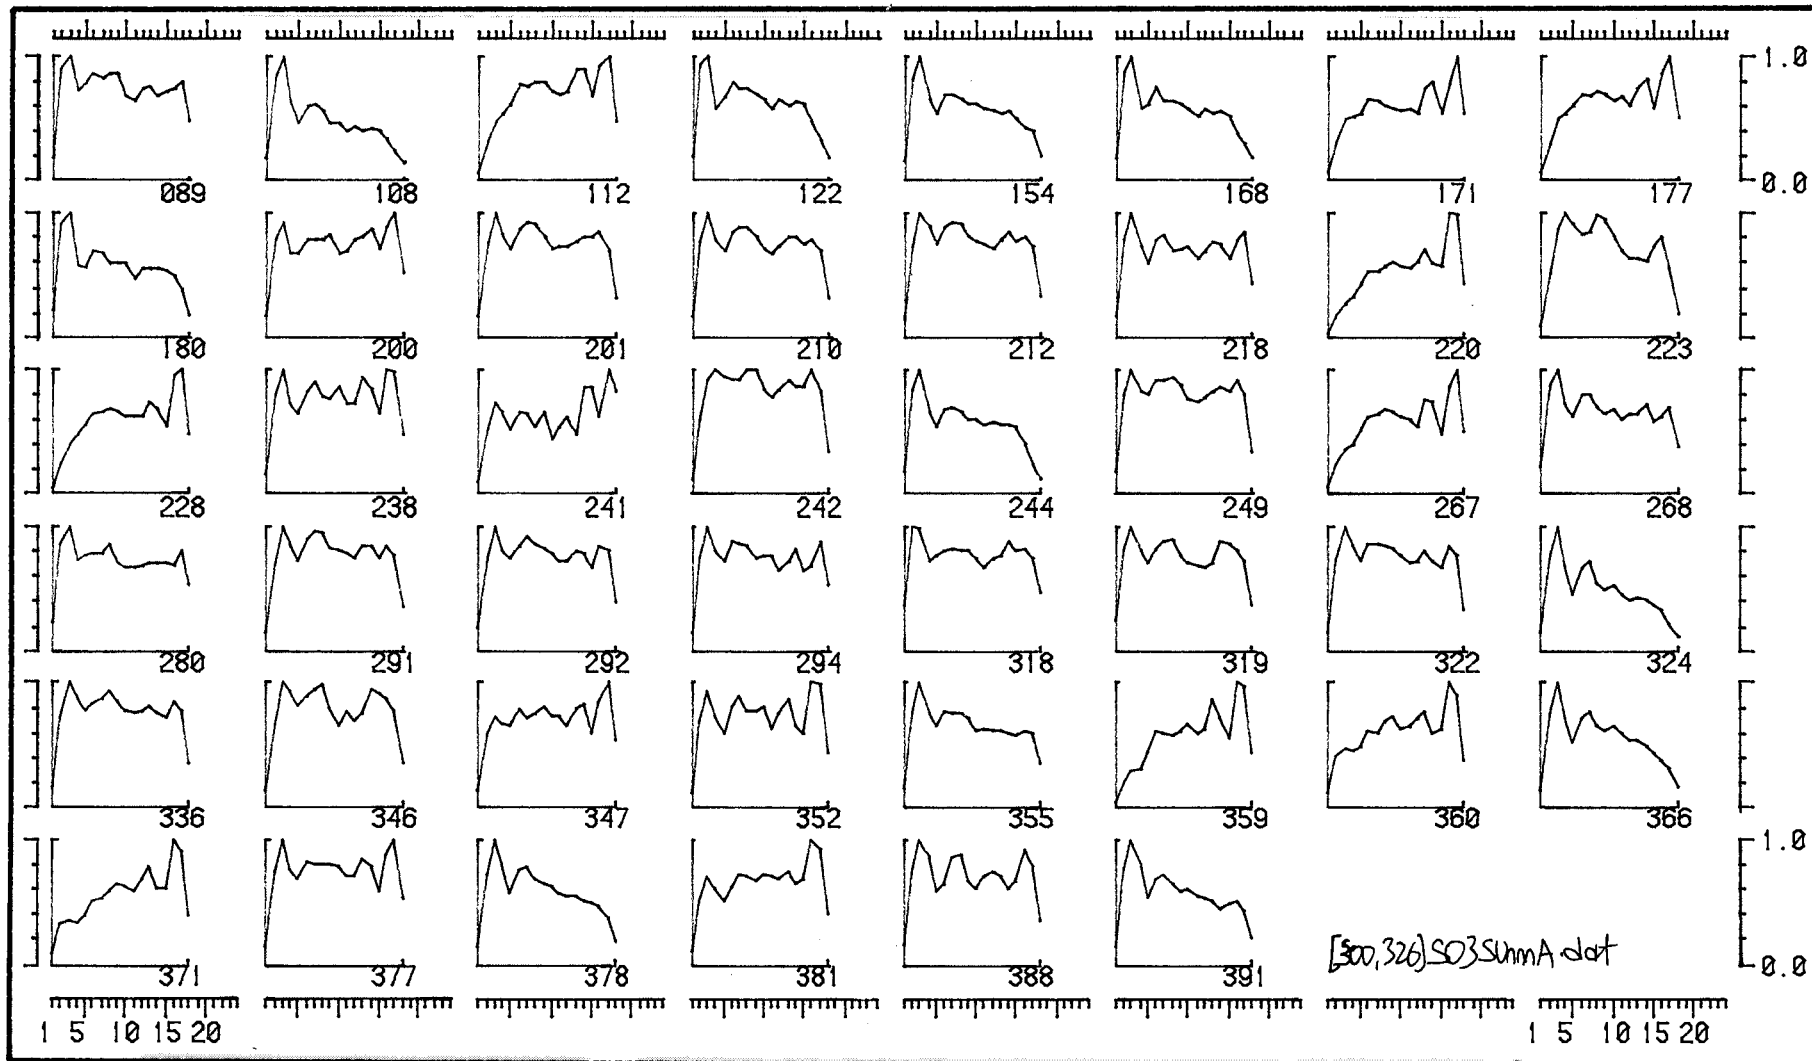 1.0
089 108 112 122 154 168 171 177
0.0
180 200 201 210 212 218 220 223
228 238 241 242 244 249 267 268
280 291 292 294 318 319 322 324
336 346 347 352 355 359 360 366
1.0
[300,326]SO3SUmmA.dat
0.0
371 377 378 381 388 391
1 5 10 15 20 1 5 10 15 20